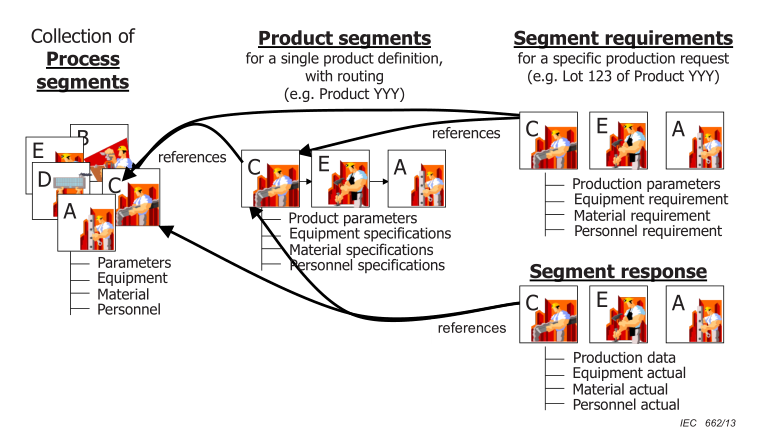 Collection of
Process
segments
B
E
D
C
A
Parameters
Equipment
Material
Personnel
references
Product segments
for a single product definition,
with routing
(e.g. Product YYY)
C
E
A
Product parameters
Equipment specifications
Material specifications
Personnel specifications
references
Segment requirements
for a specific production request
(e.g. Lot 123 of Product YYY)
C
E
A
Production parameters
Equipment requirement
Material requirement
Personnel requirement
Segment response
C
E
A
references
Production data
Equipment actual
Material actual
Personnel actual
IEC 662/13